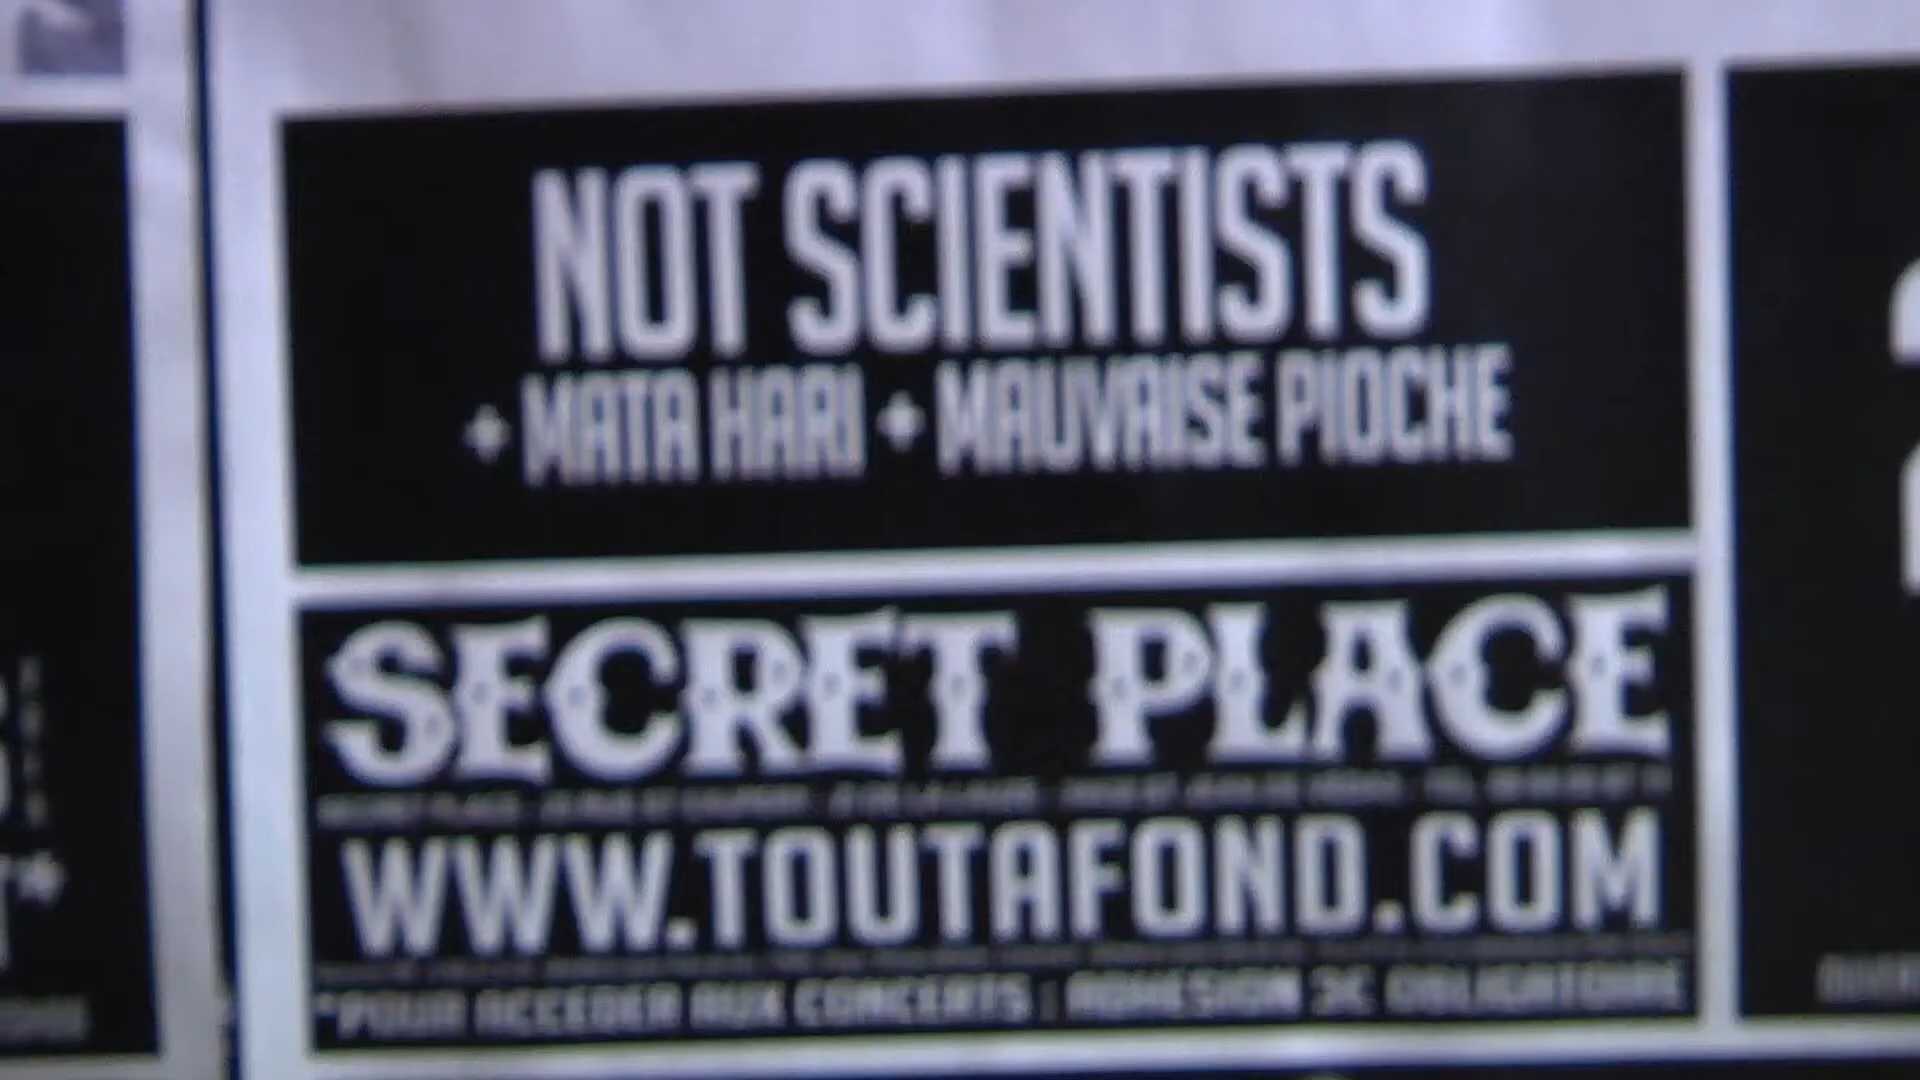 NOT SCIENTISTS
+ MATA HARI + MAUVAISE PIOCHE
SECRET PLACE
WWW.TOUTAFOND.COM
*POUR ACCEDER AUX CONCERTS | ADHESION 3€ OBLIGATOIRE